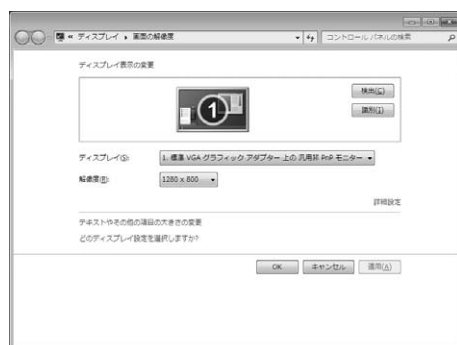 « ディスプレイ ▸ 画面の解像度
コントロール パネルの検索
ディスプレイ表示の変更
検出(C)
識別(I)
1
ディスプレイ(S):
1. 標準 VGA グラフィック アダプター 上の 汎用非 PnP モニター
解像度(R):
1280 x 800
詳細設定
テキストやその他の項目の大きさの変更
どのディスプレイ設定を選択しますか?
OK
キャンセル
適用(A)